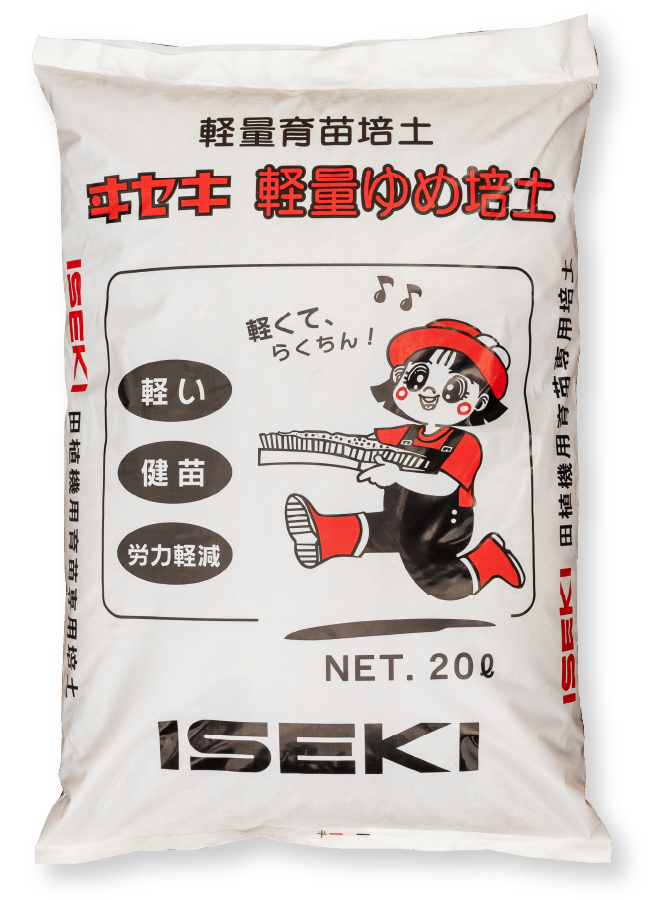 軽量育苗培土
ヰセキ 軽量ゆめ培土
軽くて、
らくちん!
軽い
健苗
労力軽減
NET. 20ℓ
ISEKI
ISEKI 田植機用育苗専用培土
ISEKI 田植機用育苗専用培土